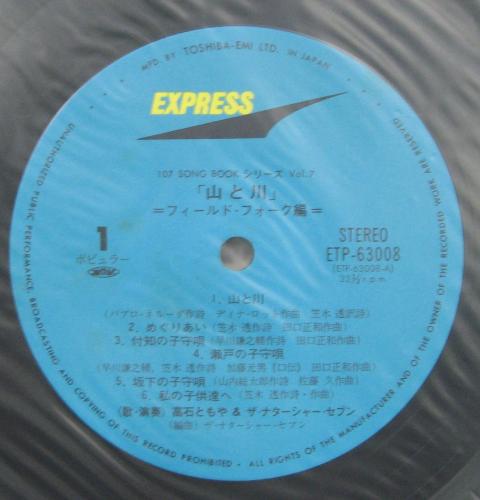 MFD. BY TOSHIBA-EMI LTD. IN JAPAN
EXPRESS
107 SONG BOOK シリーズ Vol.7
「山と川」
=フィールド・フォーク編=
1
ポピュラー
STEREO
ETP-63008
(ETP-63008-A)
33⅓ r.p.m.
1. 山と川
(パブロ・ネルーダ作詩 ディナ・ロット作曲 笠木 透訳詩)
2. めぐりあい (笠木 透作詩 田口正和作曲)
3. 付知の子守唄 (早川謙之輔、笠木 透作詩 田口正和作曲)
4. 瀬戸の子守唄
(早川謙之輔、笠木 透作詩 加藤元男《口伝》 田口正和作曲)
5. 坂下の子守唄 (山内総太郎作詩 佐藤 久作曲)
6. 私の子供達へ (笠木 透作詩・作曲)
(歌・演奏) 高石ともや & ザ・ナターシャー・セブン
(編曲) ザ・ナターシャー・セブン
UNAUTHORIZED PUBLIC PERFORMANCE, BROADCASTING AND COPYING OF THIS RECORD PROHIBITED • ALL RIGHTS OF THE MANUFACTURER AND OF THE OWNER OF THE RECORDED WORK ARE RESERVED